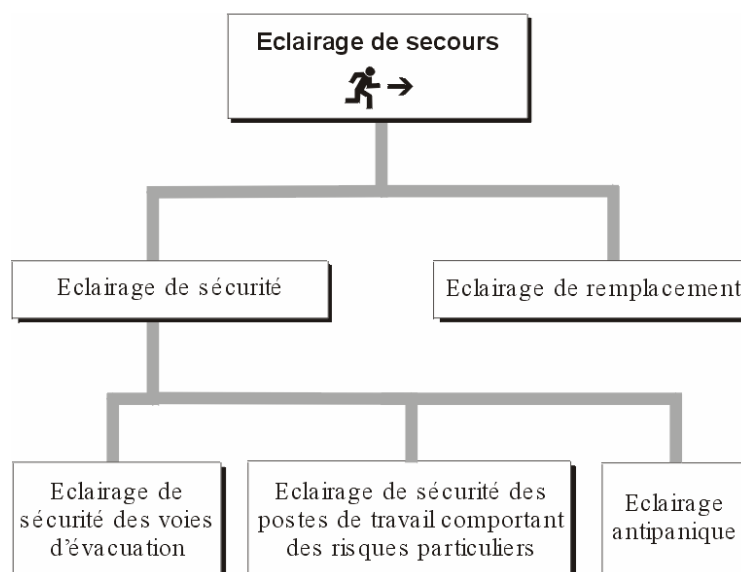 Eclairage de secours
Eclairage de sécurité
Eclairage de remplacement
Eclairage de
sécurité des voies
d'évacuation
Eclairage de sécurité des
postes de travail comportant
des risques particuliers
Eclairage
antipanique